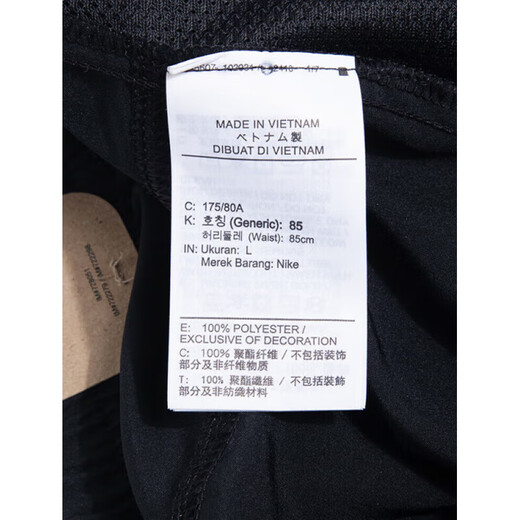 MADE IN VIETNAM
ベトナム製
DIBUAT DI VIETNAM
C: 175/80A
K: 호칭 (Generic): 85
허리둘레 (Waist): 85cm
IN: Ukuran: L
Merek Barang: Nike
E: 100% POLYESTER /
EXCLUSIVE OF DECORATION
C: 100% 聚酯纤维 / 不包括装饰
部分及非纤维物质
T: 100% 聚酯纖維 / 不包括裝飾
部分及非紡織材料